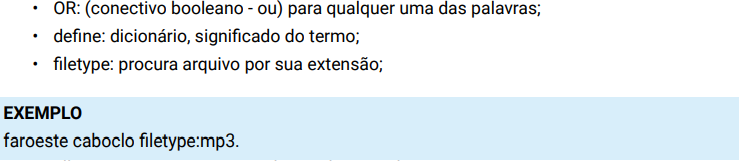 • OR: (conectivo booleano - ou) para qualquer uma das palavras;
• define: dicionário, significado do termo;
• filetype: procura arquivo por sua extensão;
EXEMPLO
faroeste caboclo filetype:mp3.